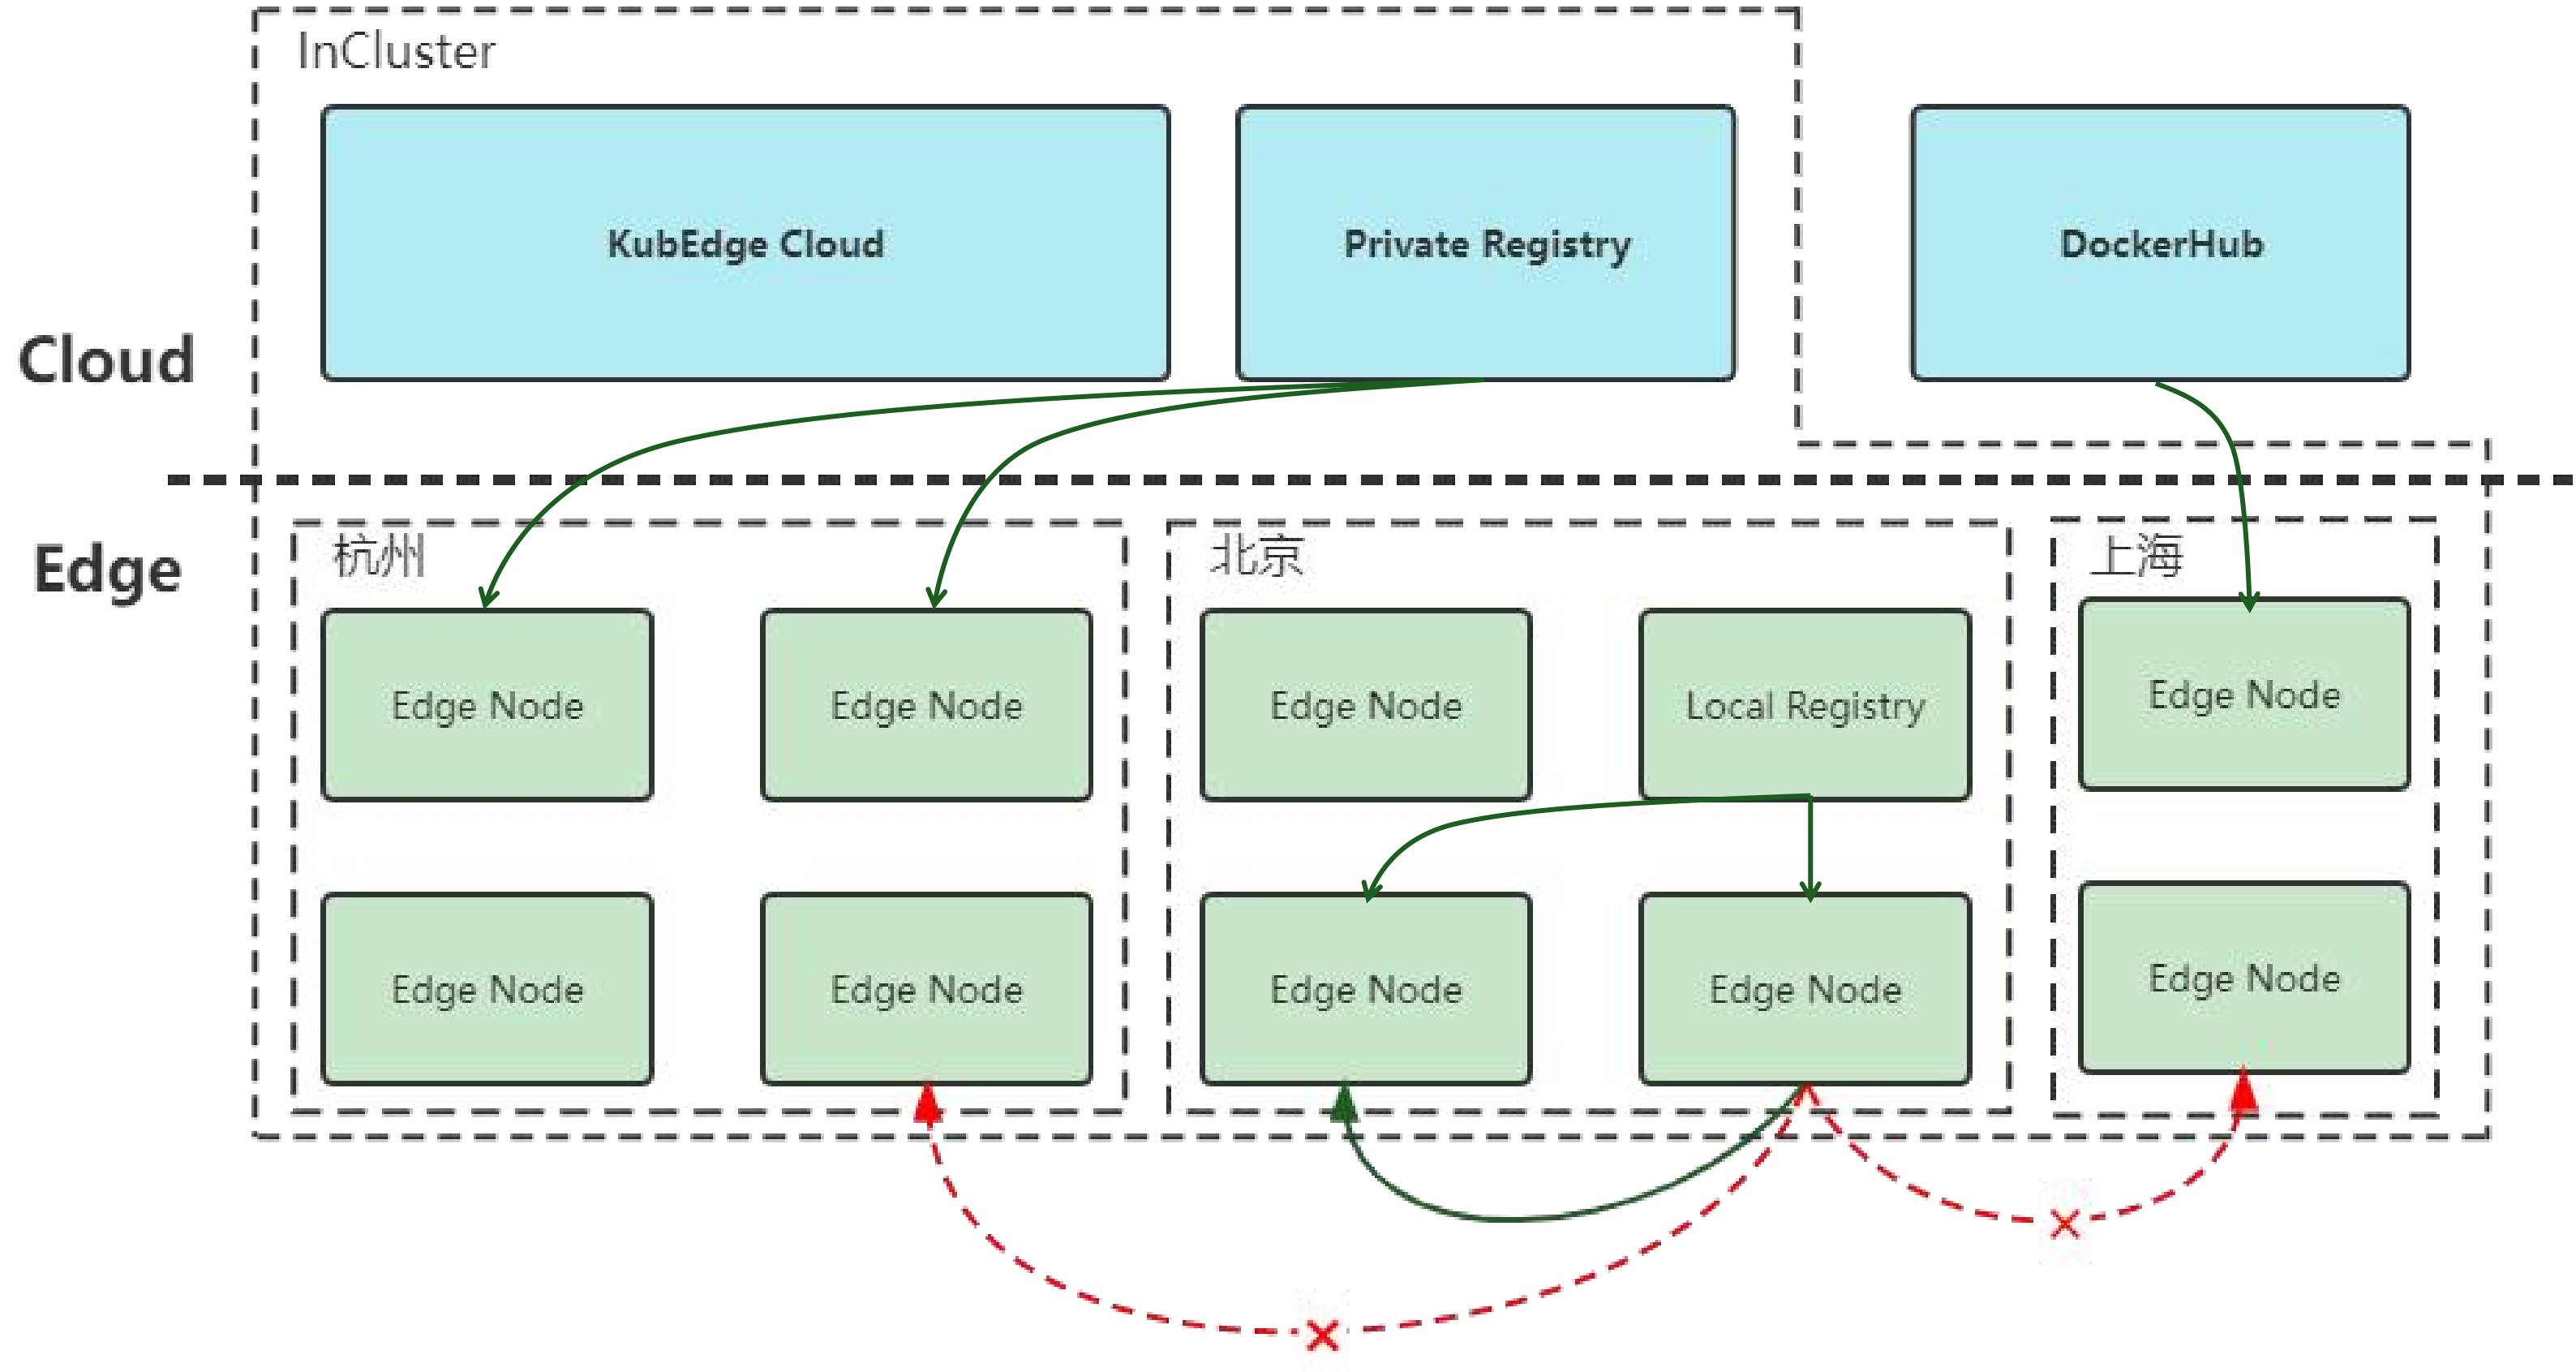 InCluster
KubEdge Cloud
Private Registry
DockerHub
Cloud
Edge
杭州
北京
上海
Edge Node
Edge Node
Edge Node
Local Registry
Edge Node
Edge Node
Edge Node
Edge Node
Edge Node
Edge Node